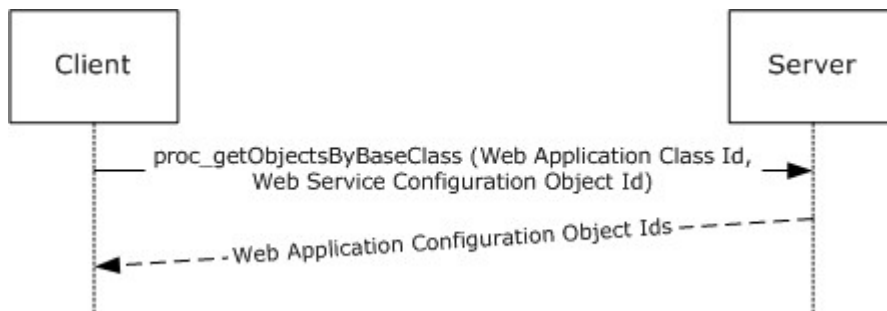 Client
Server
proc_getObjectsByBaseClass (Web Application Class Id,
Web Service Configuration Object Id)
Web Application Configuration Object Ids